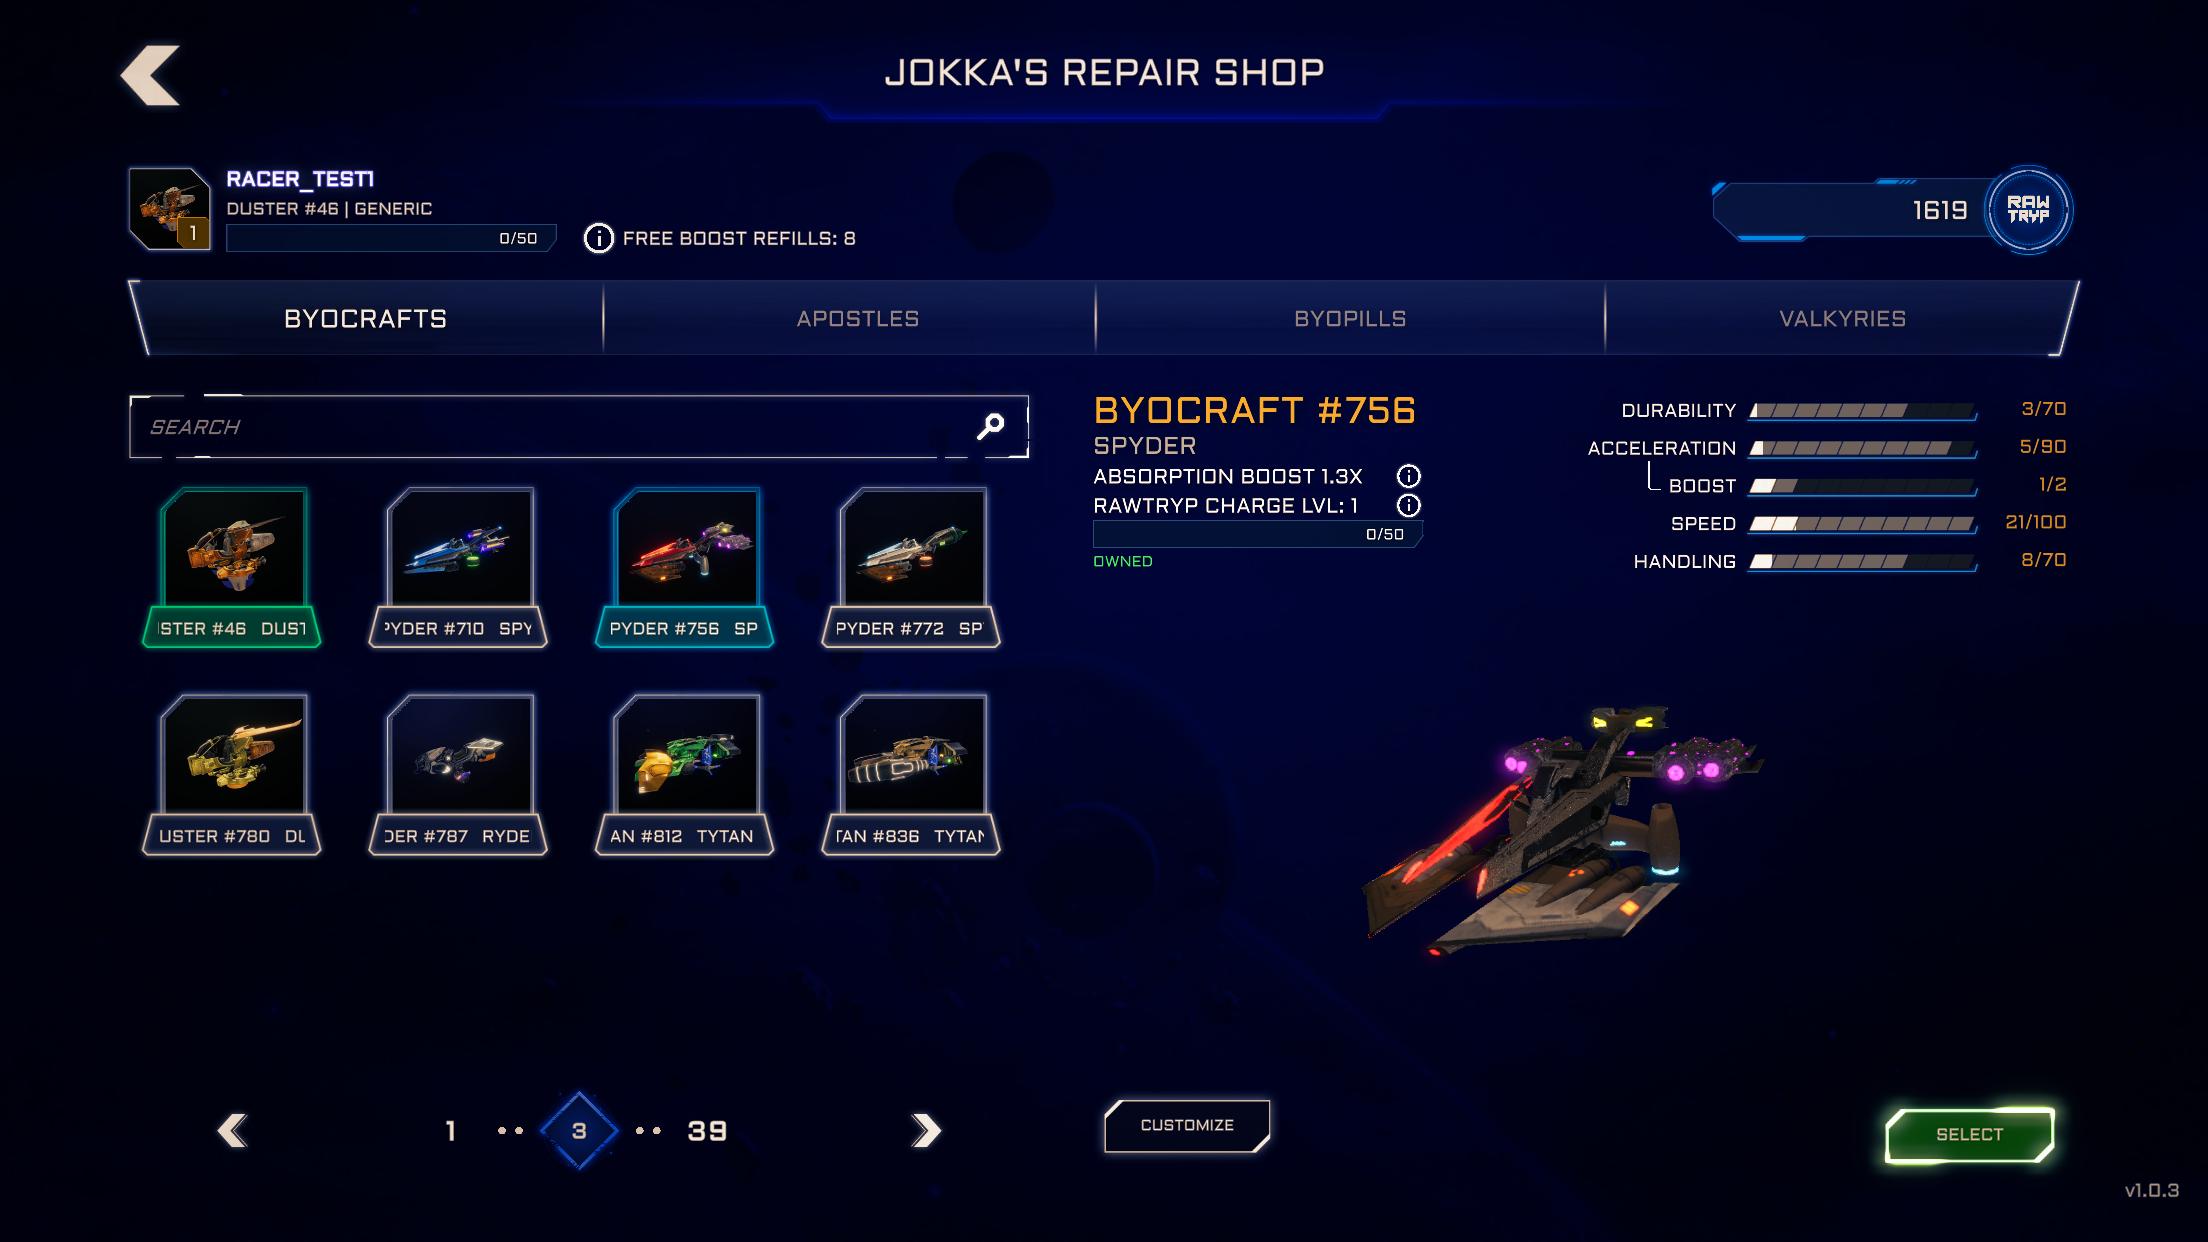 JOKKA'S REPAIR SHOP
RACER_TEST1
DUSTER #46 | GENERIC
1
0/50
FREE BOOST REFILLS: 8
1619
RAW
TRYP
BYOCRAFTS
APOSTLES
BYOPILLS
VALKYRIES
SEARCH
BYOCRAFT #756
SPYDER
ABSORPTION BOOST 1.3X
RAWTRYP CHARGE LVL: 1
0/50
OWNED
DURABILITY 3/70
ACCELERATION 5/90
BOOST 1/2
SPEED 21/100
HANDLING 8/70
ISTER #46 DUST
PYDER #710 SPY
PYDER #756 SP
PYDER #772 SP
USTER #780 DU
DER #787 RYDE
AN #812 TYTAN
TAN #836 TYTAN
1
3
39
CUSTOMIZE
SELECT
v1.0.3